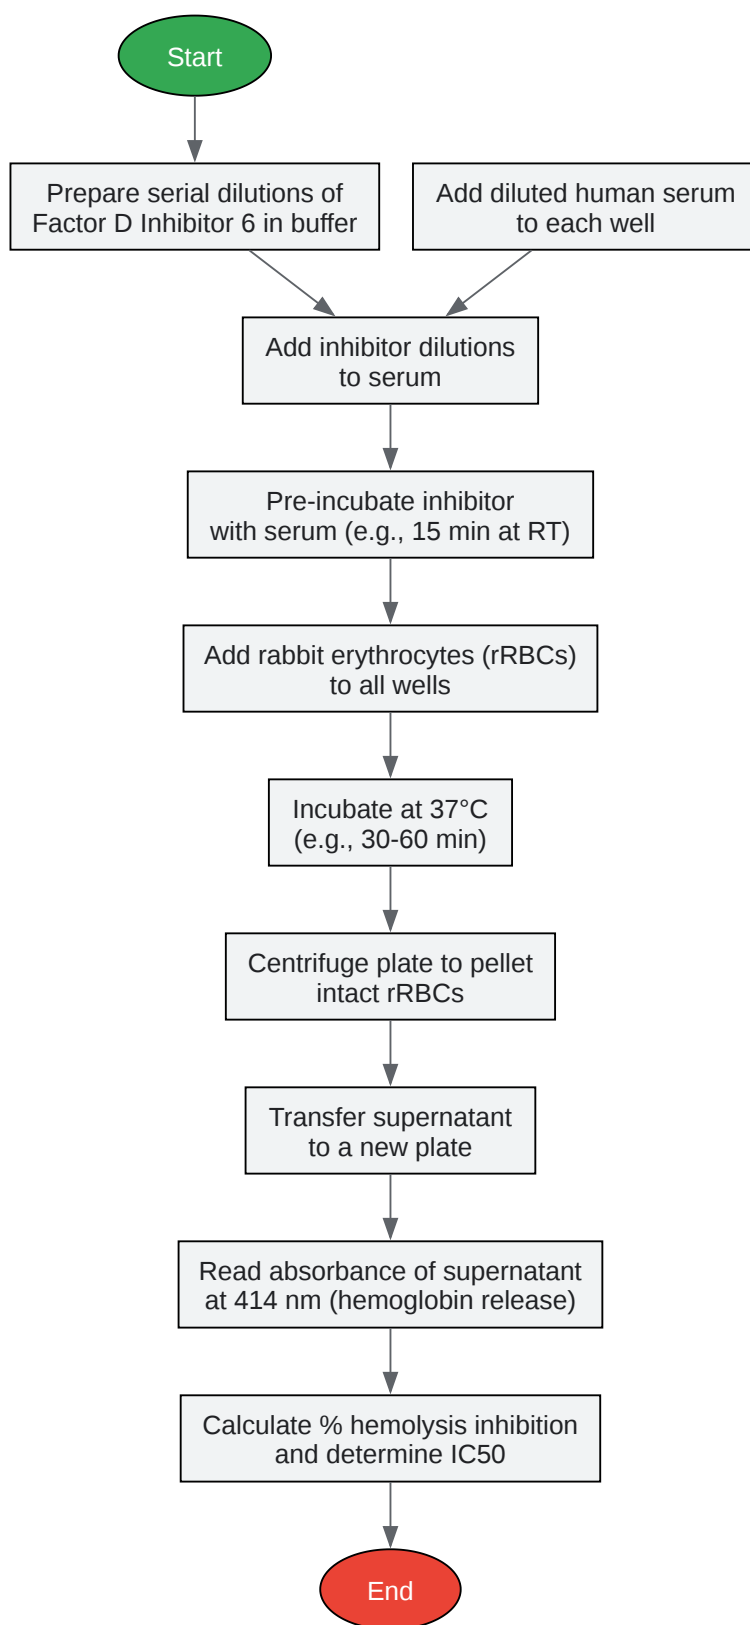 Start
Prepare serial dilutions of
Factor D Inhibitor 6 in buffer
Add diluted human serum
to each well
Add inhibitor dilutions
to serum
Pre-incubate inhibitor
with serum (e.g., 15 min at RT)
Add rabbit erythrocytes (rRBCs)
to all wells
Incubate at 37°C
(e.g., 30-60 min)
Centrifuge plate to pellet
intact rRBCs
Transfer supernatant
to a new plate
Read absorbance of supernatant
at 414 nm (hemoglobin release)
Calculate % hemolysis inhibition
and determine IC50
End